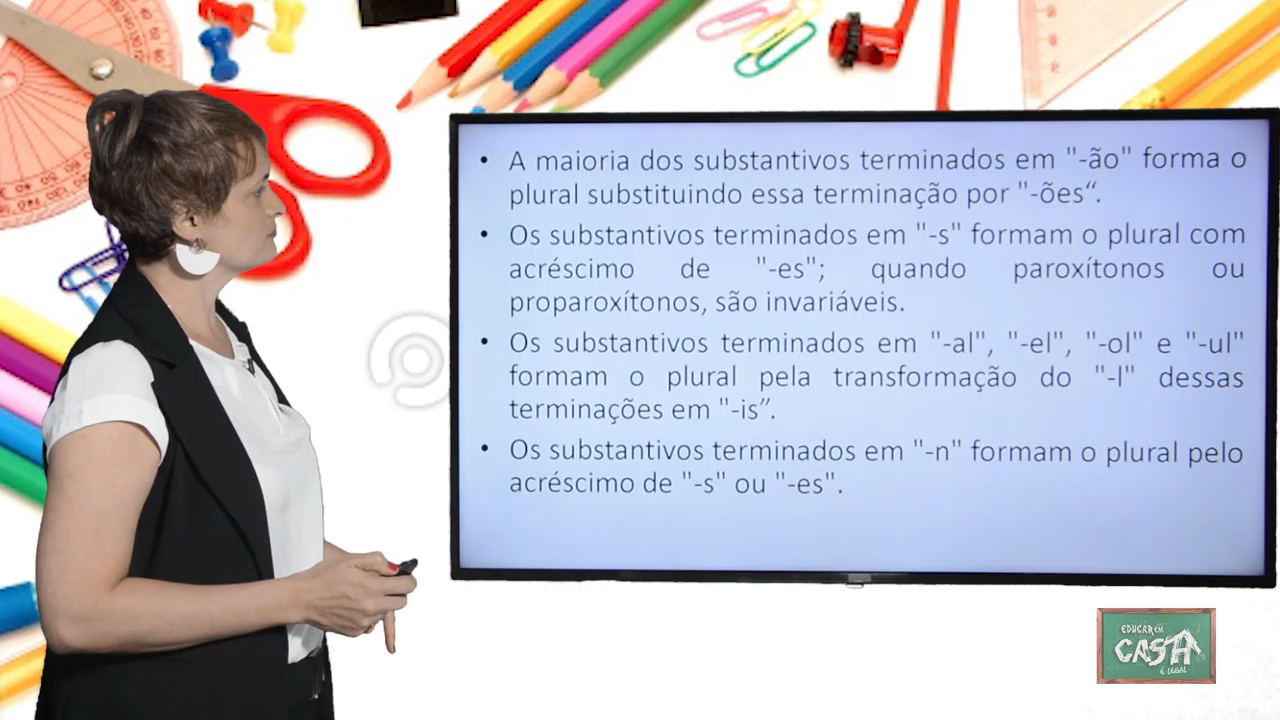 • A maioria dos substantivos terminados em "-ão" forma o
plural substituindo essa terminação por "-ões“.
• Os substantivos terminados em "-s" formam o plural com
acréscimo de "-es"; quando paroxítonos ou
proparoxítonos, são invariáveis.
• Os substantivos terminados em "-al", "-el", "-ol" e "-ul"
formam o plural pela transformação do "-l" dessas
terminações em "-is”.
• Os substantivos terminados em "-n" formam o plural pelo
acréscimo de "-s" ou "-es".
EDUCAR EM
CASA
É LEGAL